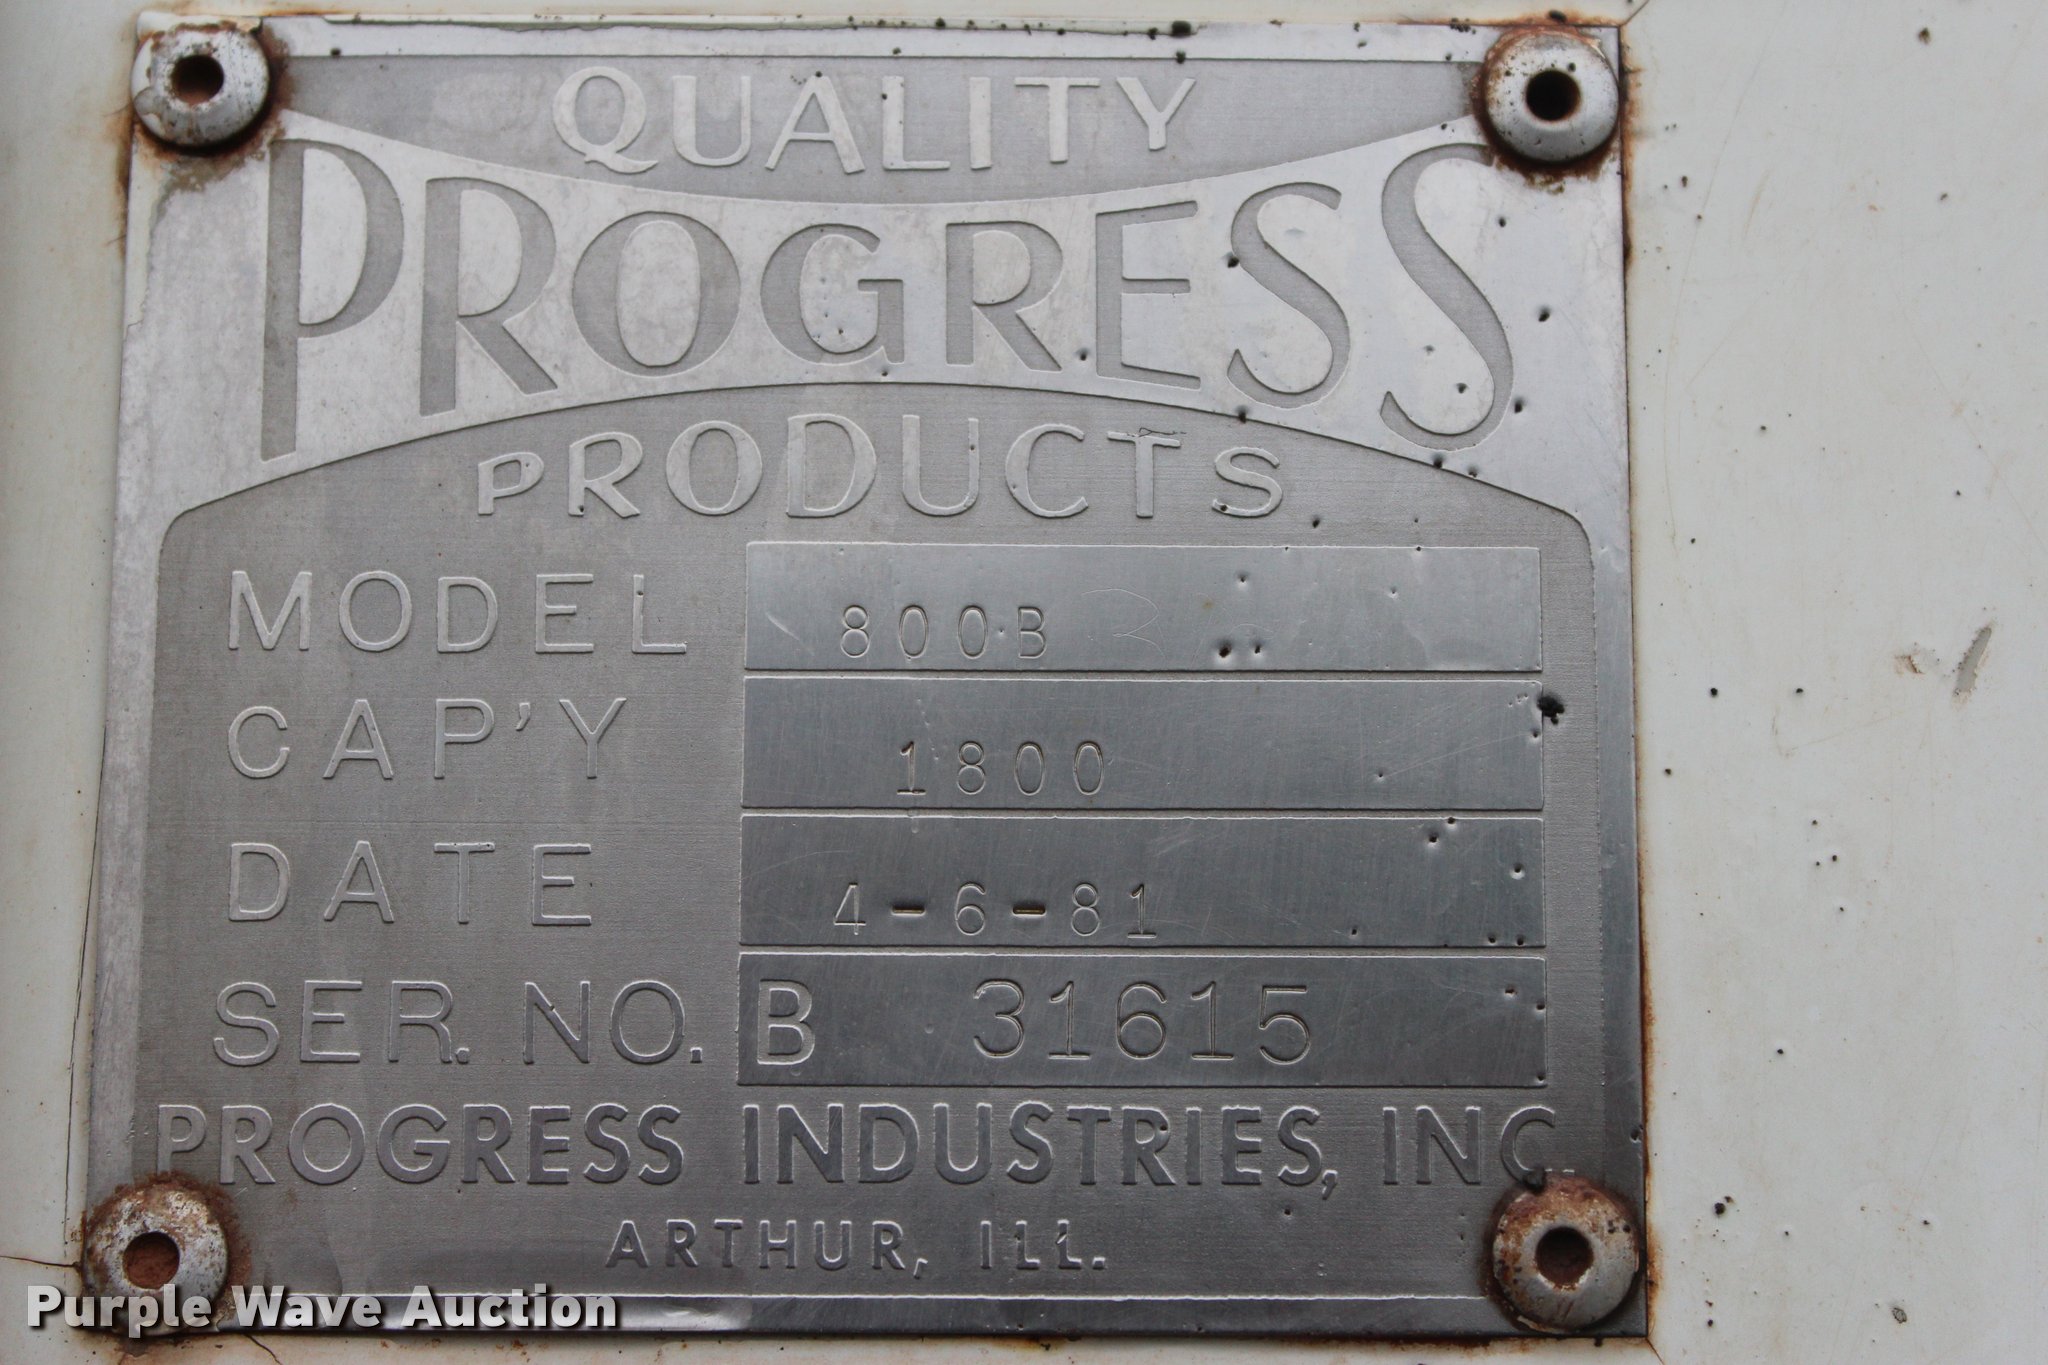 QUALITY
PROGRESS
PRODUCTS
MODEL 800B
CAP'Y 1800
DATE 4-6-81
SER. NO. B 31615
PROGRESS INDUSTRIES, INC.
ARTHUR, ILL.
Purple Wave Auction